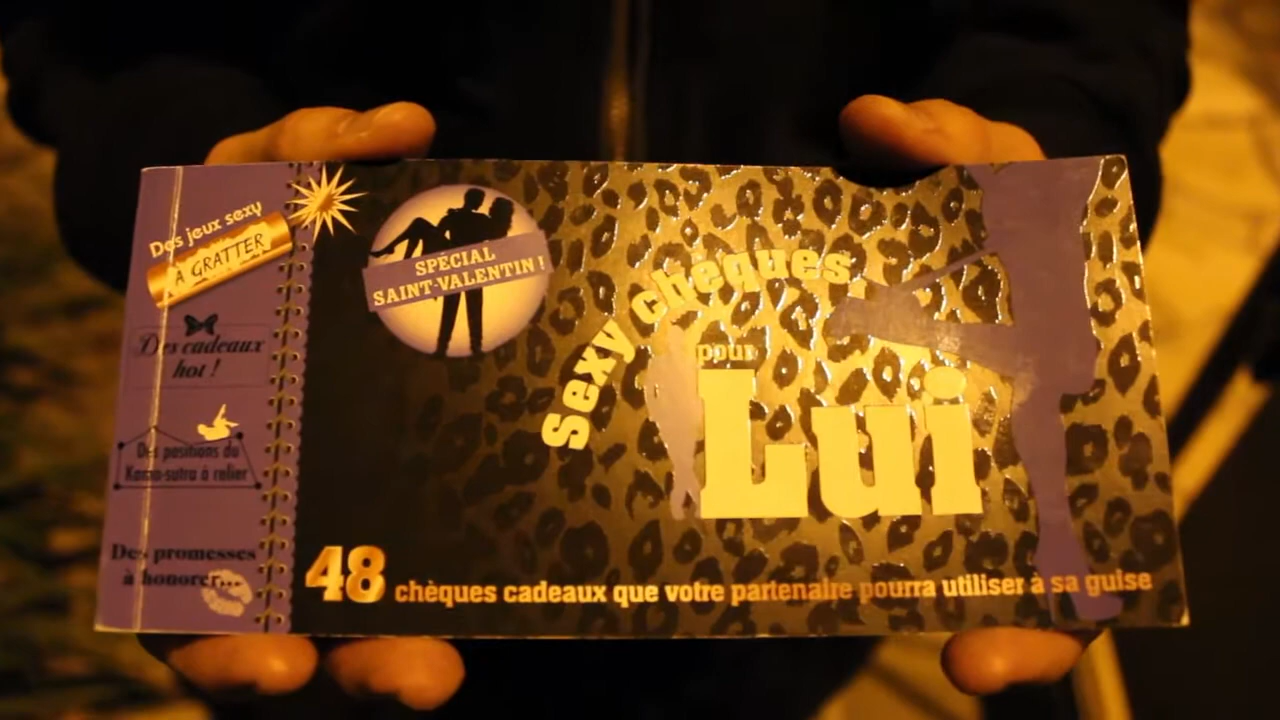 Des jeux sexy
À GRATTER
Des cadeaux
hot !
Des positions du
Kama-sutra à relier
Des promesses
à honorer...
SPÉCIAL
SAINT-VALENTIN !
Sexy chèques
pour
Lui
48 chèques cadeaux que votre partenaire pourra utiliser à sa guise